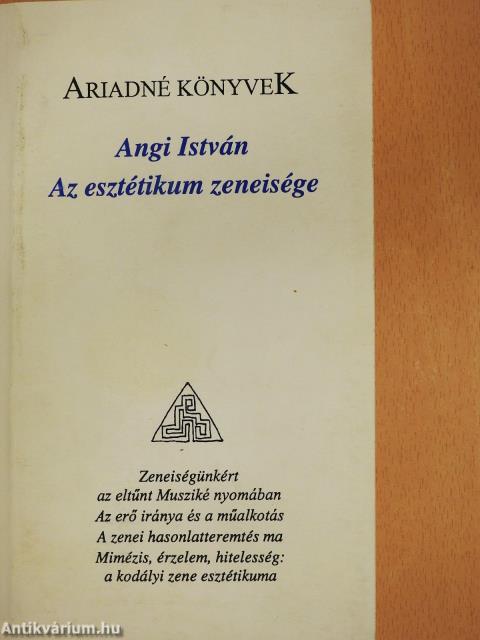 ARIADNÉ KÖNYVEK
Angi István
Az esztétikum zeneisége
Zeneiségünkért
az eltűnt Musziké nyomában
Az erő iránya és a műalkotás
A zenei hasonlatteremtés ma
Mimézis, érzelem, hitelesség:
a kodályi zene esztétikuma
Antikvárium.hu